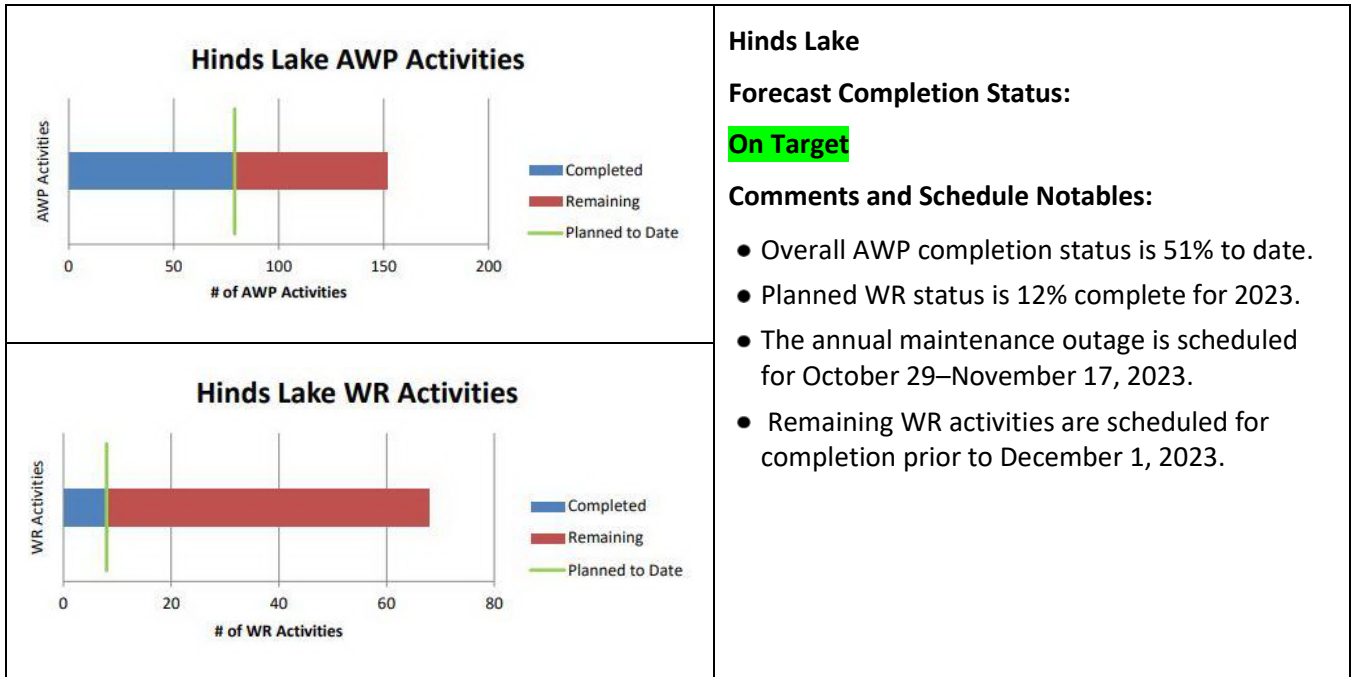 Hinds Lake AWP Activities
AWP Activities
Completed
Remaining
Planned to Date
0 50 100 150 200
# of AWP Activities
Hinds Lake WR Activities
WR Activities
Completed
Remaining
Planned to Date
0 20 40 60 80
# of WR Activities
Hinds Lake
Forecast Completion Status:
On Target
Comments and Schedule Notables:
● Overall AWP completion status is 51% to date.
● Planned WR status is 12% complete for 2023.
● The annual maintenance outage is scheduled
for October 29–November 17, 2023.
● Remaining WR activities are scheduled for
completion prior to December 1, 2023.